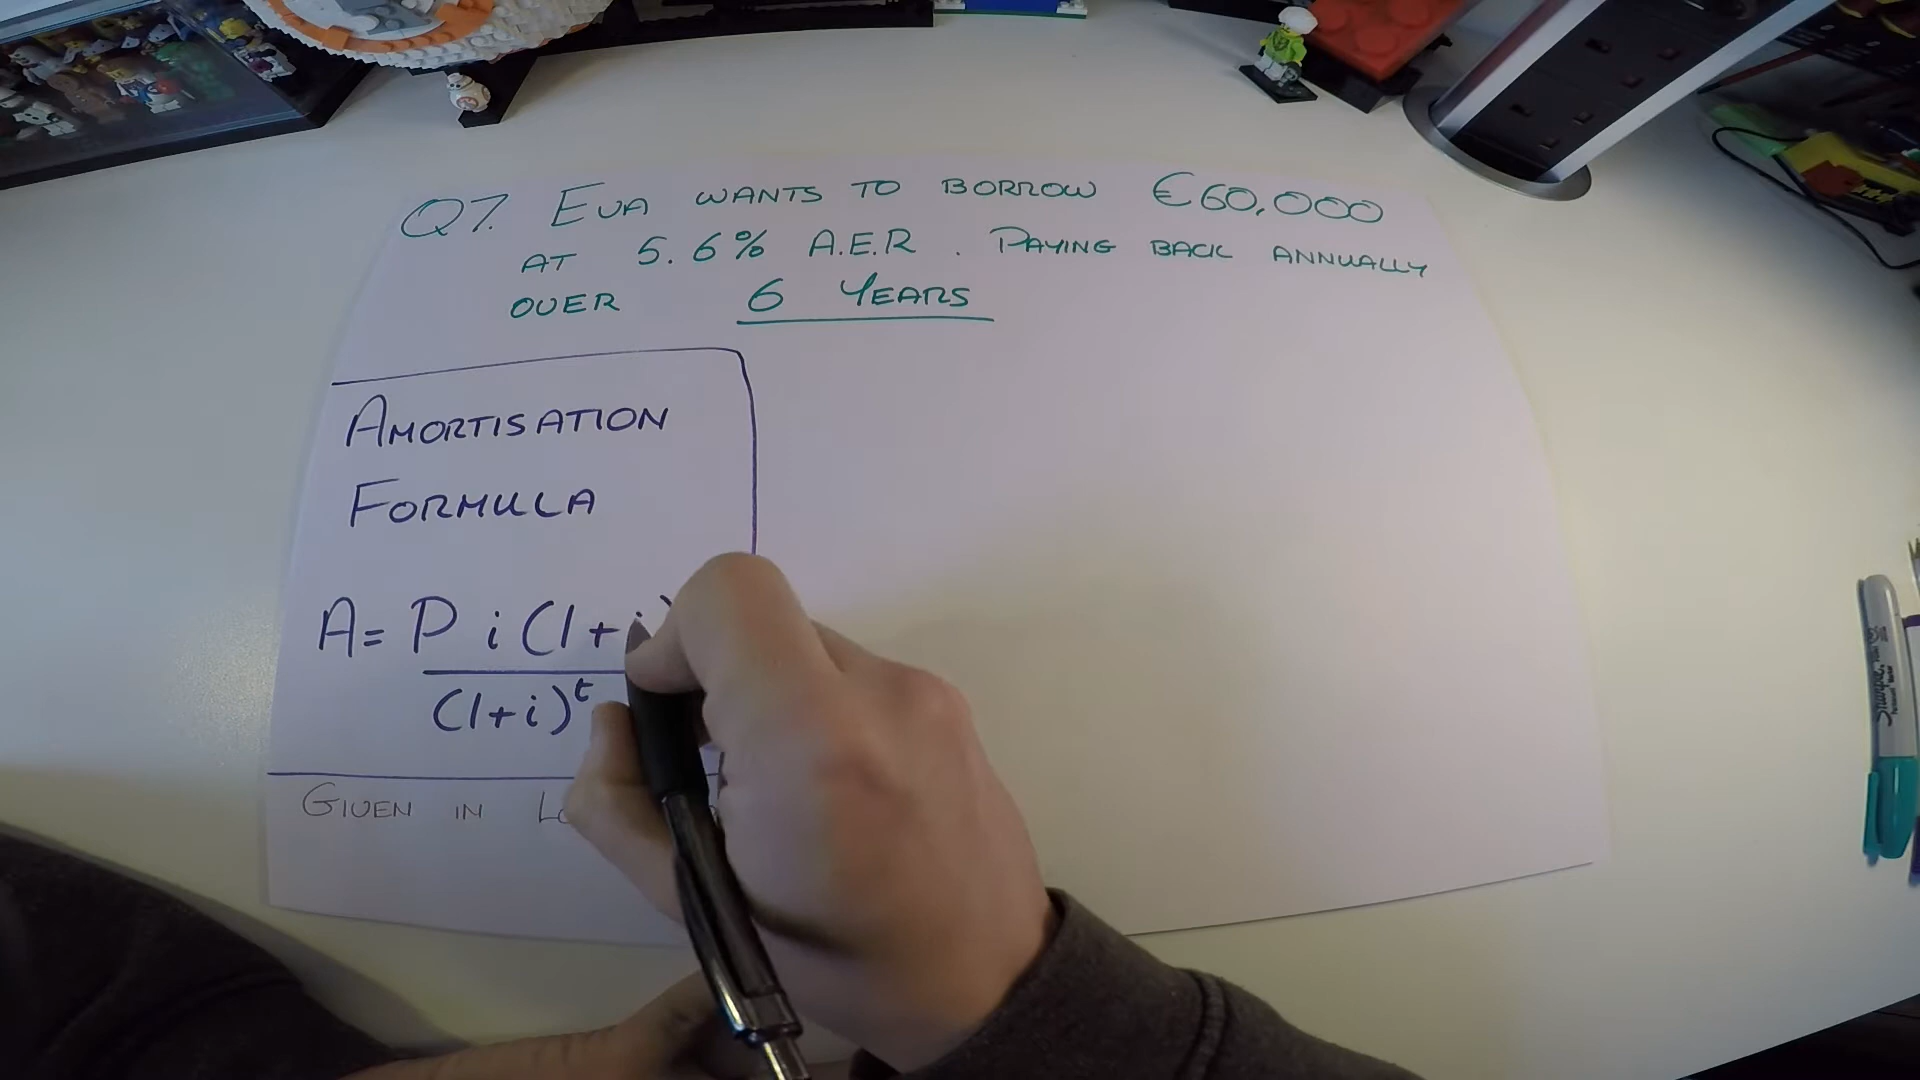 Q7. EVA WANTS TO BORROW €60,000
AT 5.6% A.E.R. PAYING BACK ANNUALLY
OVER 6 YEARS
AMORTISATION
FORMULA
A= P i (1+i)
(1+i)^t
GIVEN IN
Sharpie